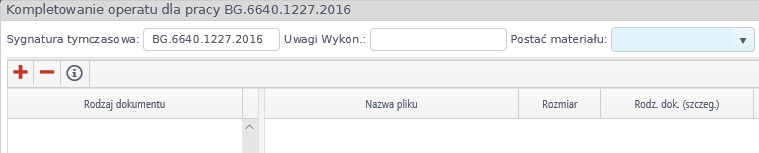 Kompletowanie operatu dla pracy BG.6640.1227.2016
Sygnatura tymczasowa: BG.6640.1227.2016 Uwagi Wykon.: Postać materiału:
Rodzaj dokumentu Nazwa pliku Rozmiar Rodz. dok. (szczeg.)